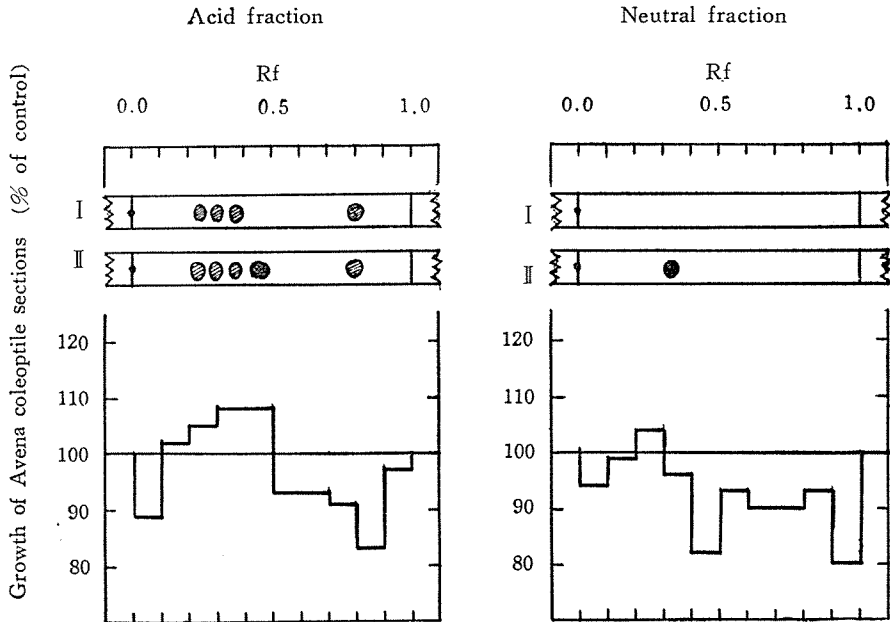 Acid fraction
Neutral fraction
Rf
0.0 0.5 1.0
Rf
0.0 0.5 1.0
I
II
I
II
Growth of Avena coleoptile sections (% of control)
120
110
100
90
80
120
110
100
90
80